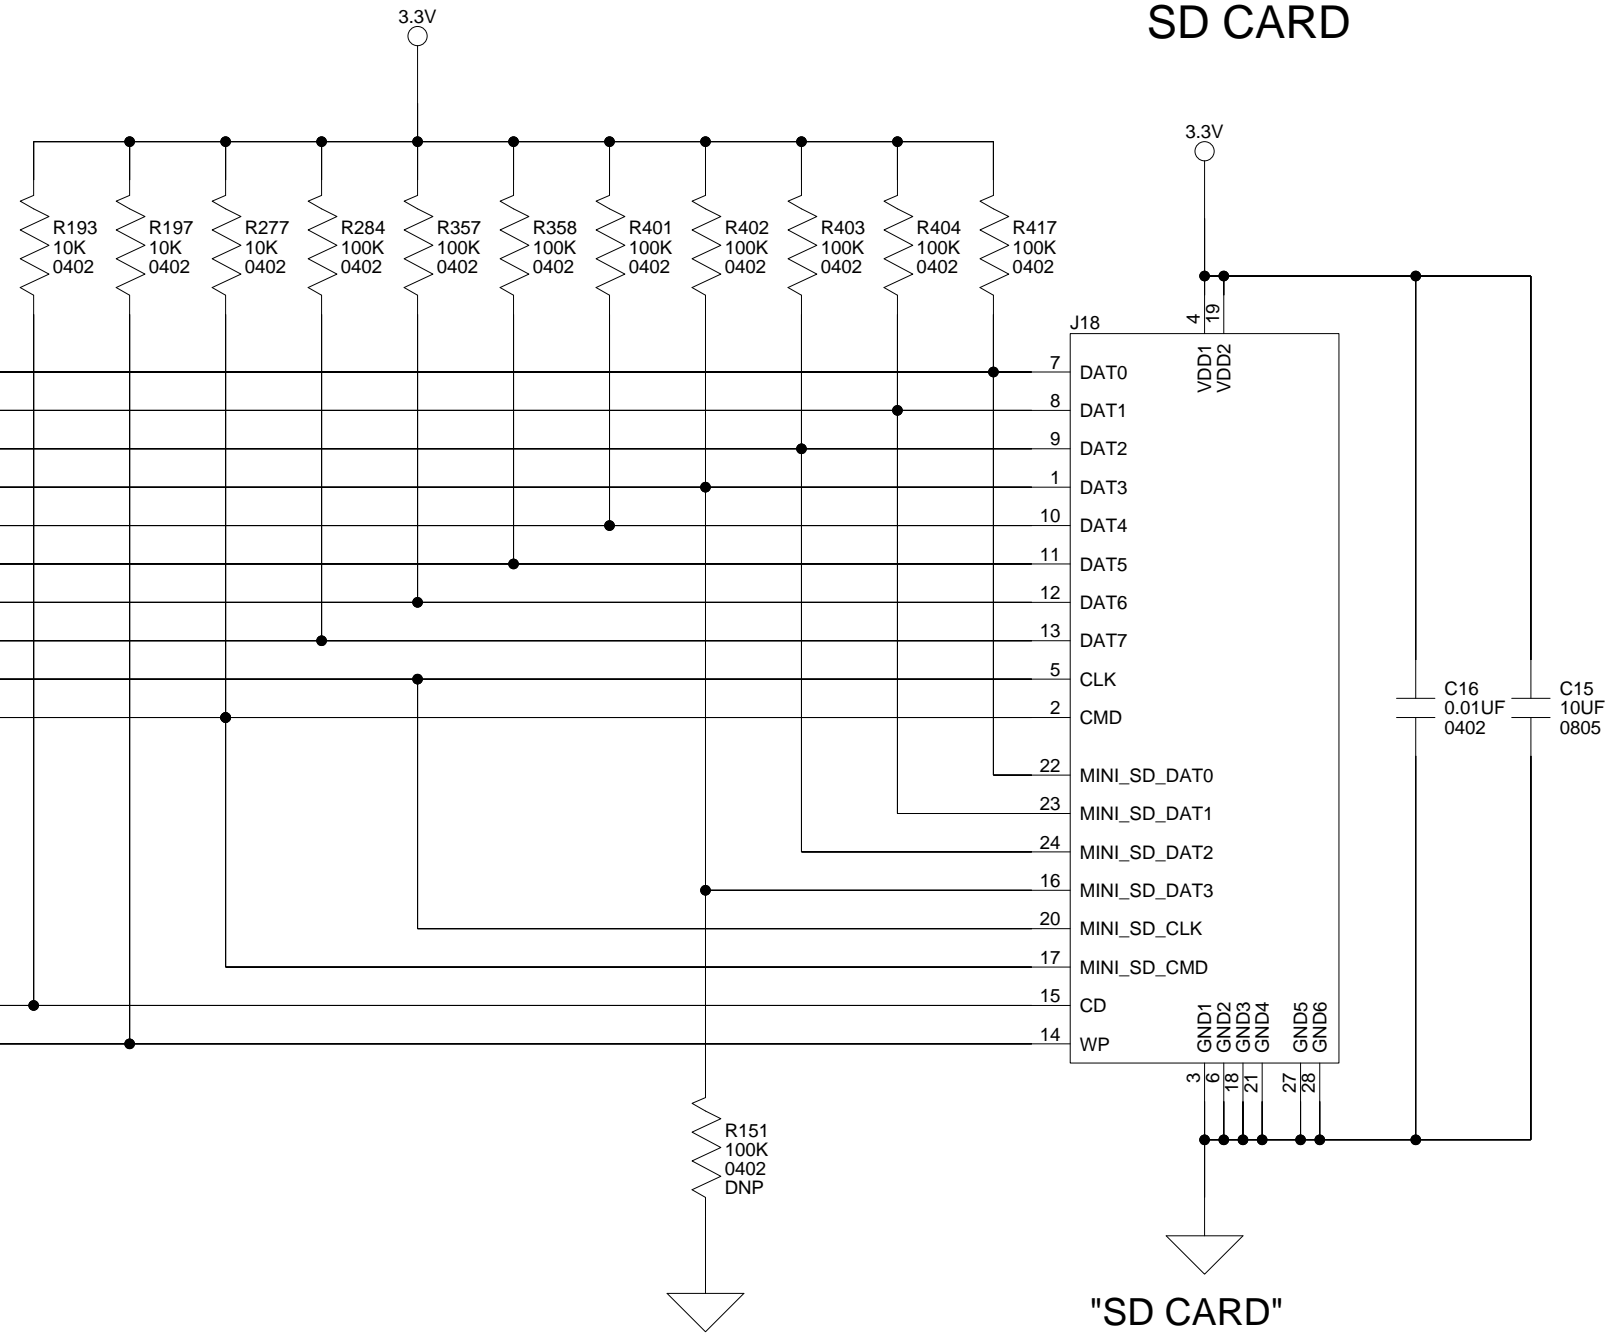 SD CARD
3.3V
3.3V
R193
10K
0402
R197
10K
0402
R277
10K
0402
R284
100K
0402
R357
100K
0402
R358
100K
0402
R401
100K
0402
R402
100K
0402
R403
100K
0402
R404
100K
0402
R417
100K
0402
J18
4
19
VDD1
VDD2
7 DAT0
8 DAT1
9 DAT2
1 DAT3
10 DAT4
11 DAT5
12 DAT6
13 DAT7
5 CLK
2 CMD
22 MINI_SD_DAT0
23 MINI_SD_DAT1
24 MINI_SD_DAT2
16 MINI_SD_DAT3
20 MINI_SD_CLK
17 MINI_SD_CMD
15 CD
14 WP
GND1
GND2
GND3
GND4
GND5
GND6
3
6
18
21
27
28
C16
0.01UF
0402
C15
10UF
0805
R151
100K
0402
DNP
"SD CARD"